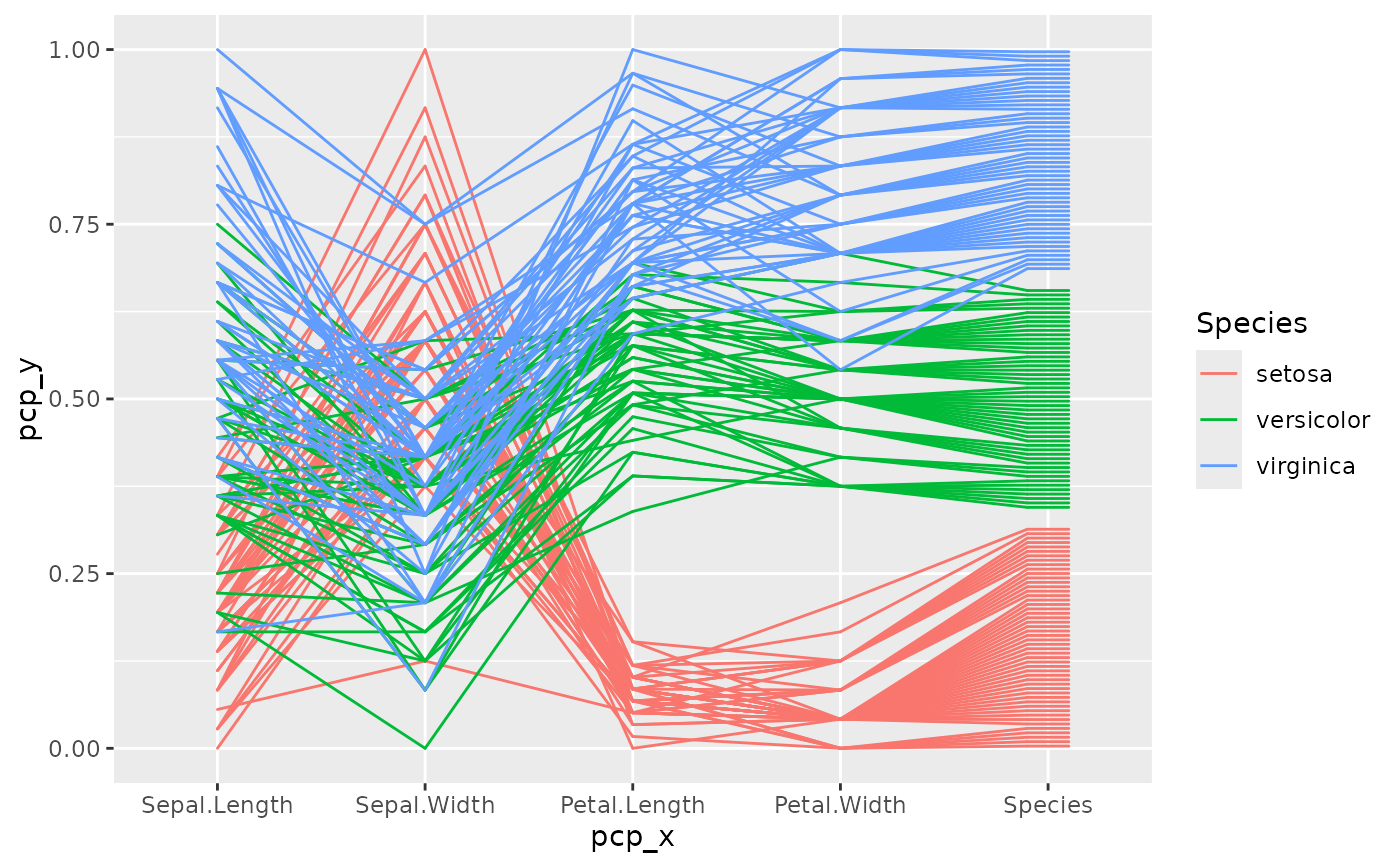 1.00
0.75
0.50
0.25
0.00
pcp_y
Sepal.Length Sepal.Width Petal.Length Petal.Width Species
pcp_x
Species
setosa
versicolor
virginica